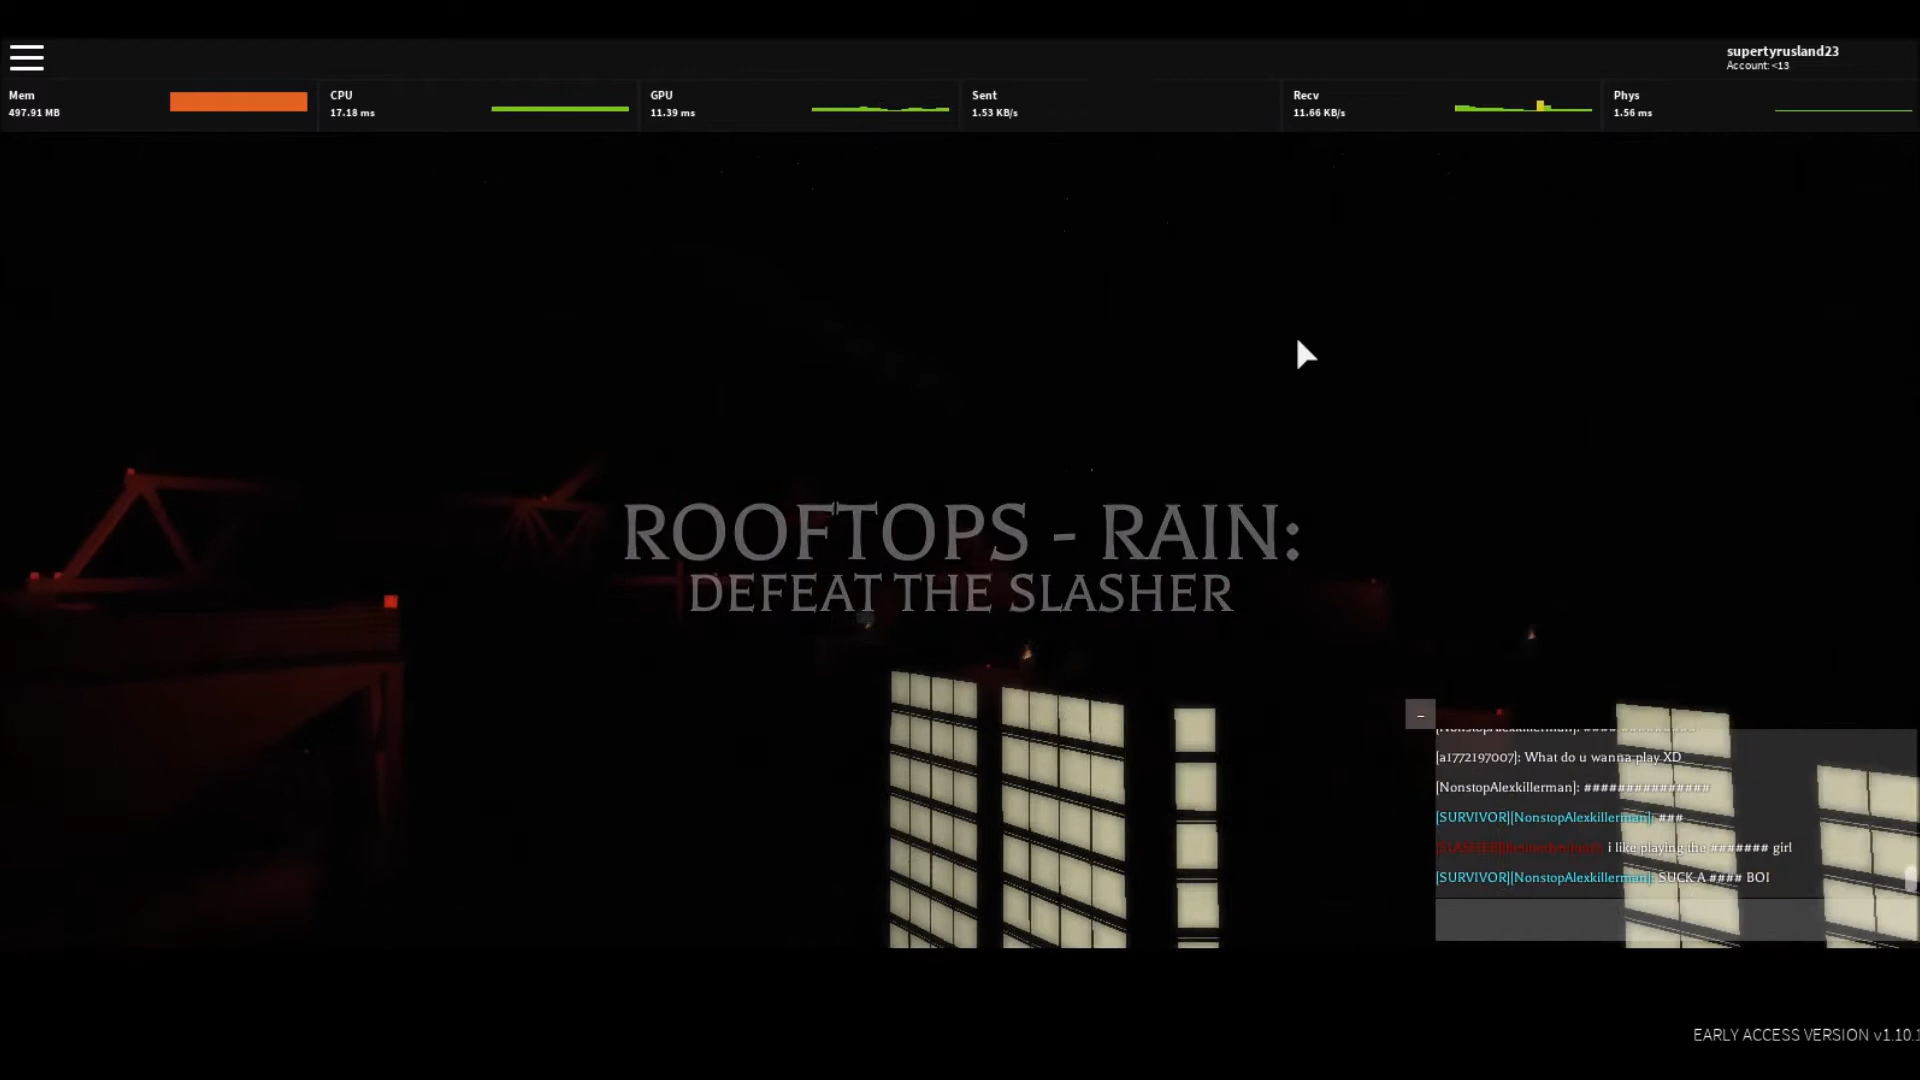 supertyrusland23
Account: <13
Mem
497.91 MB
CPU
17.18 ms
GPU
11.39 ms
Sent
1.53 KB/s
Recv
11.66 KB/s
Phys
1.56 ms
ROOFTOPS - RAIN:
DEFEAT THE SLASHER
-
[NonstopAlexkillerman]:
[a1772197007]: What do u wanna play XD
[NonstopAlexkillerman]: ###############
[SURVIVOR][NonstopAlexkillerman]: ###
i like playing the ####### girl
[SURVIVOR][NonstopAlexkillerman]: SUCK A #### BOI
EARLY ACCESS VERSION v1.10.1